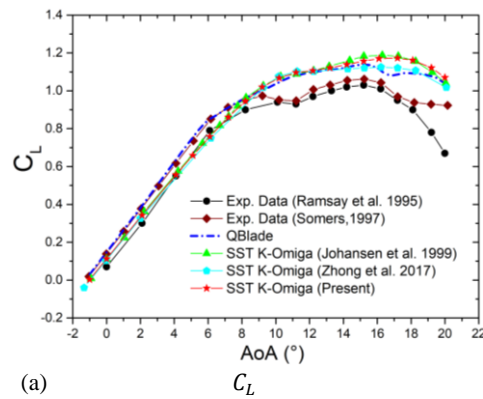 1.4
1.2
1.0
0.8
0.6
0.4
0.2
0.0
-0.2
C_L
Exp. Data (Ramsay et al. 1995)
Exp. Data (Somers,1997)
QBlade
SST K-Omiga (Johansen et al. 1999)
SST K-Omiga (Zhong et al. 2017)
SST K-Omiga (Present)
-2 0 2 4 6 8 10 12 14 16 18 20 22
AoA (°)
(a) C_L